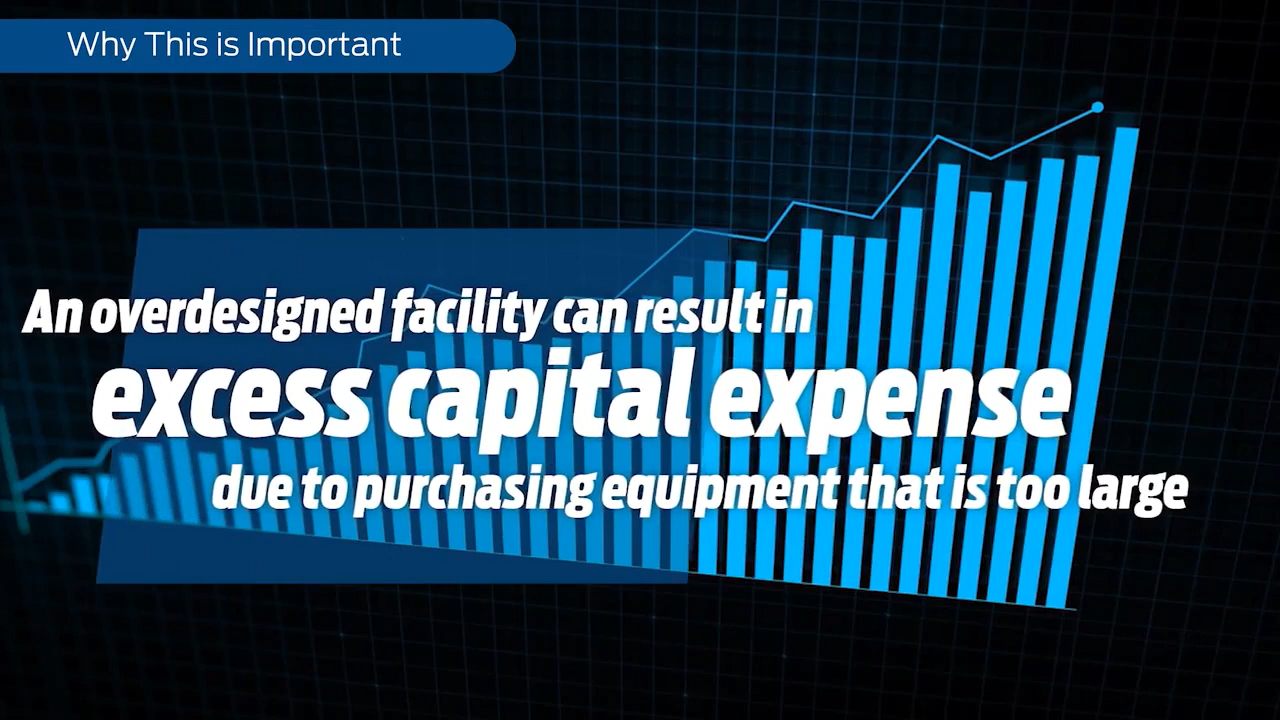 Why This is Important
An overdesigned facility can result in
excess capital expense
due to purchasing equipment that is too large